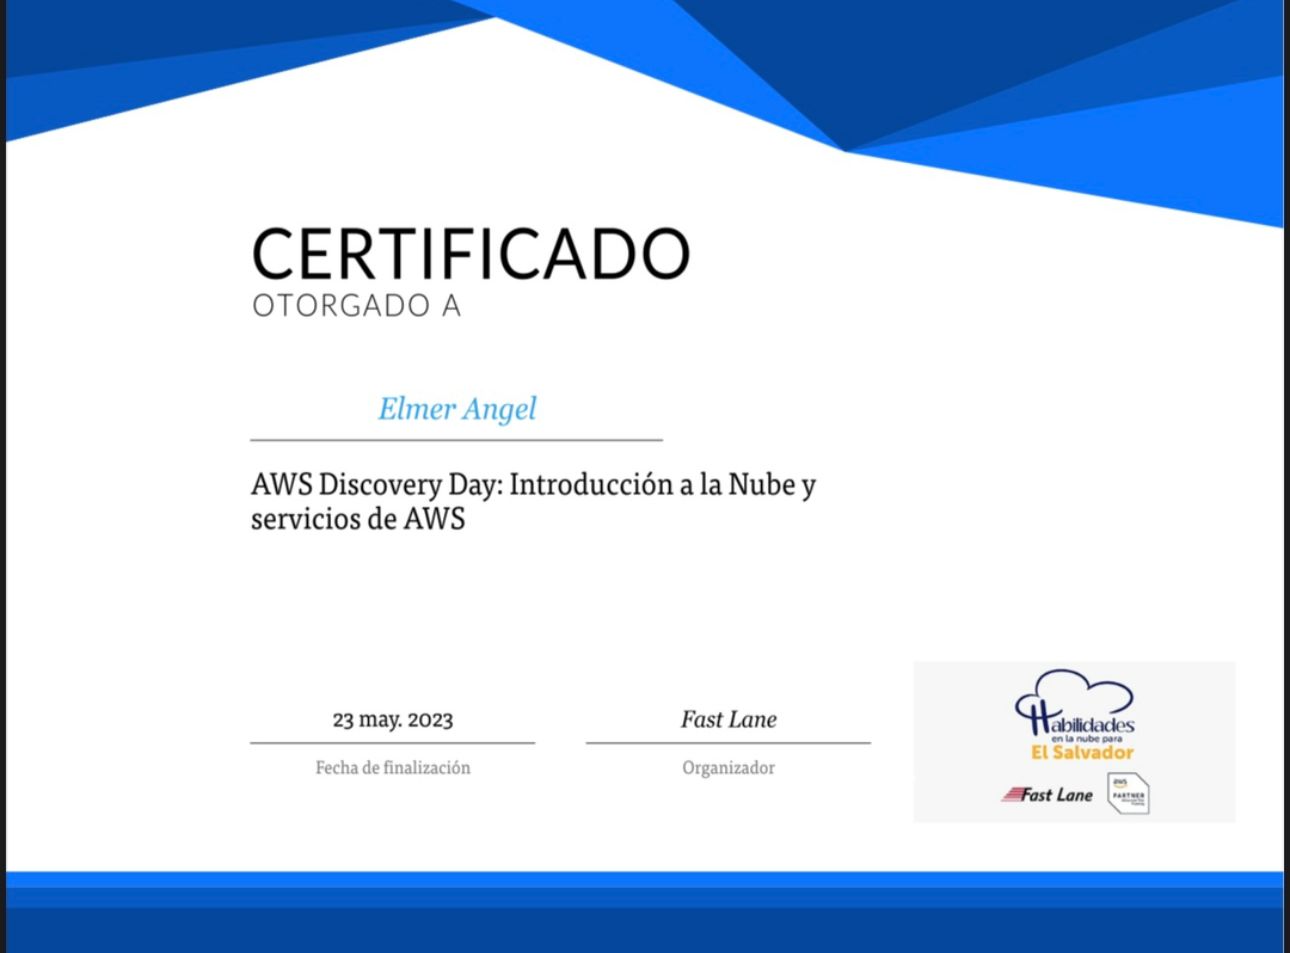 CERTIFICADO
OTORGADO A
Elmer Angel
AWS Discovery Day: Introducción a la Nube y
servicios de AWS
23 may. 2023
Fecha de finalización
Fast Lane
Organizador
Habilidades
en la nube para
El Salvador
Fast Lane
aws
PARTNER